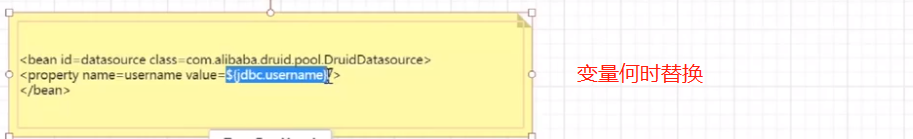 <bean id=datasource class=com.alibaba.druid.pool.DruidDatasource>
<property name=username value=${jdbc.username}/>
</bean>
变量何时替换